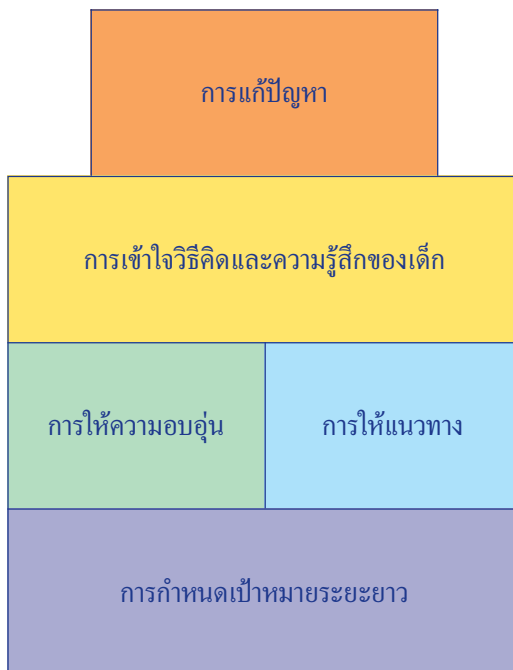 การแก้ปัญหา
การเข้าใจวิธีคิดและความรู้สึกของเด็ก
การให้ความอบอุ่น
การให้แนวทาง
การกำหนดเป้าหมายระยะยาว